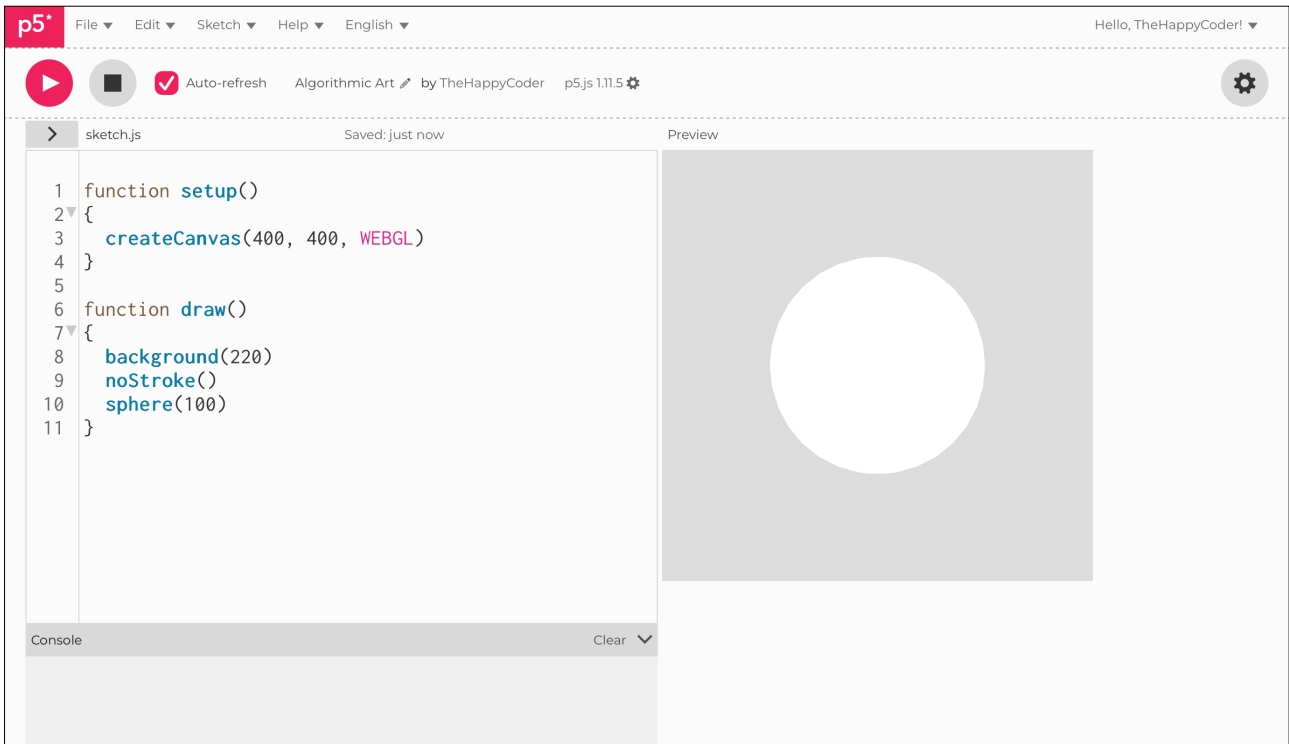 p5* File Edit Sketch Help English Hello, TheHappyCoder!
Auto-refresh Algorithmic Art by TheHappyCoder p5.js 1.11.5
sketch.js Saved: just now Preview
1 function setup()
2 {
3 createCanvas(400, 400, WEBGL)
4 }
5
6 function draw()
7 {
8 background(220)
9 noStroke()
10 sphere(100)
11 }
Console Clear